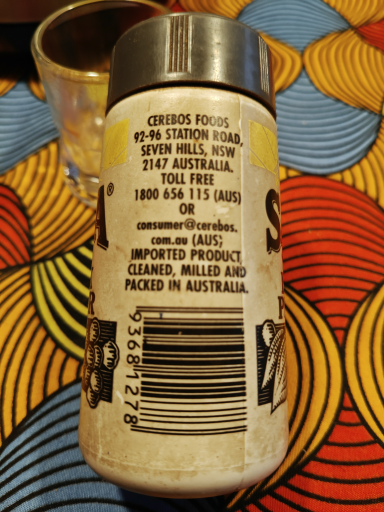 CEREBOS FOODS
92-96 STATION ROAD,
SEVEN HILLS, NSW
2147 AUSTRALIA.
TOLL FREE
1800 656 115 (AUS)
OR
consumer@cerebos.
com.au (AUS;
IMPORTED PRODUCT,
CLEANED, MILLED AND
PACKED IN AUSTRALIA.
93681278
A®
S
R